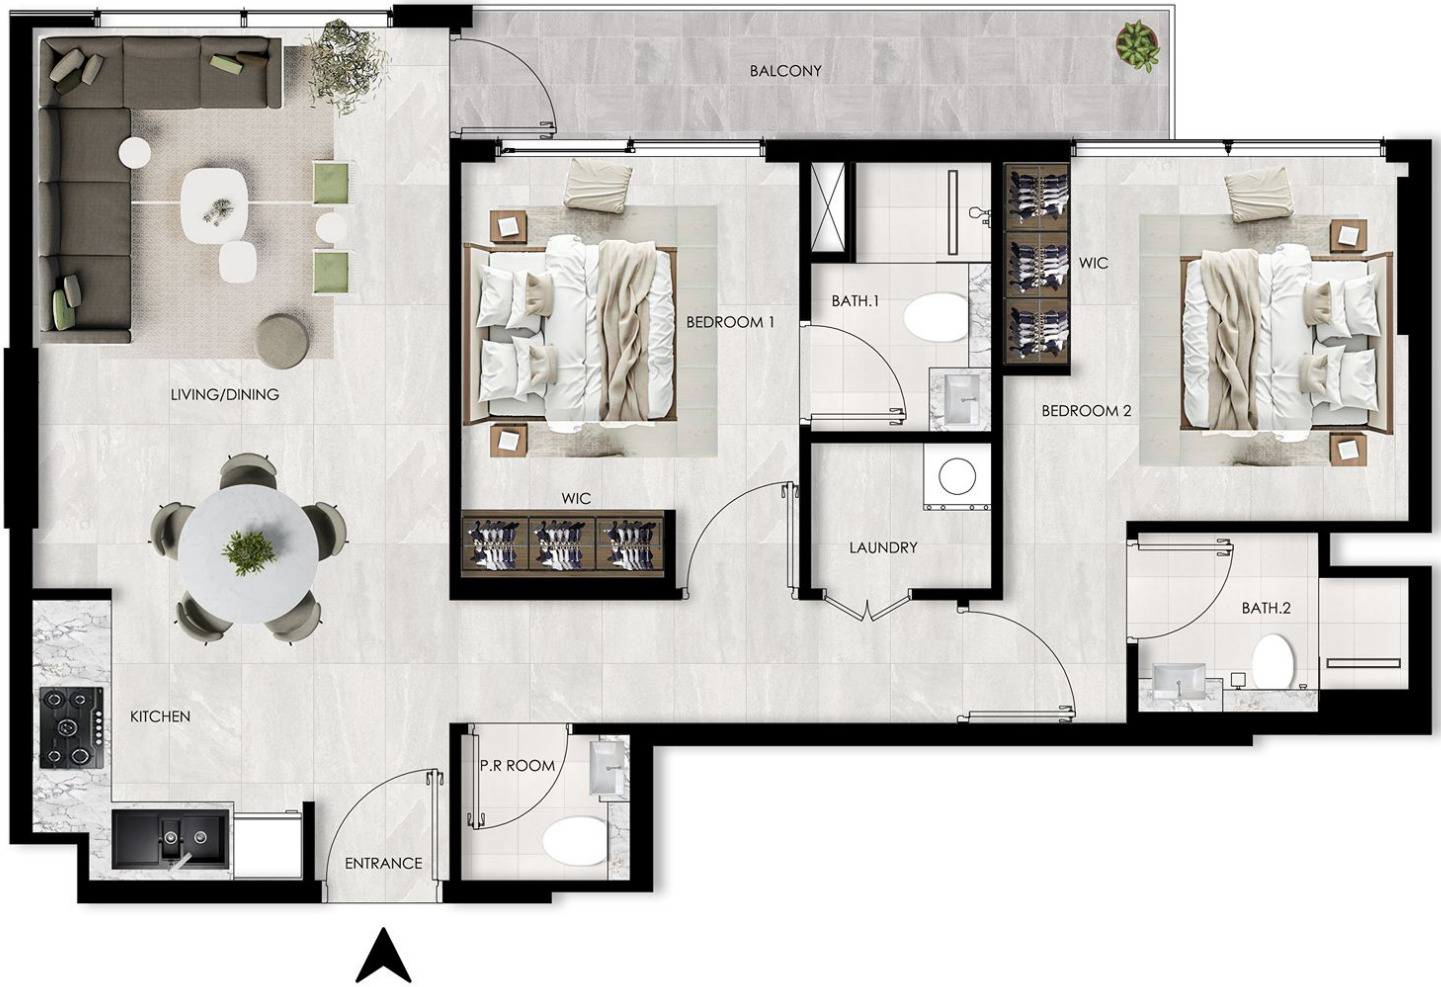 BALCONY
WIC
BATH.1
BEDROOM 1
LIVING/DINING
BEDROOM 2
WIC
LAUNDRY
BATH.2
KITCHEN
P.R ROOM
ENTRANCE